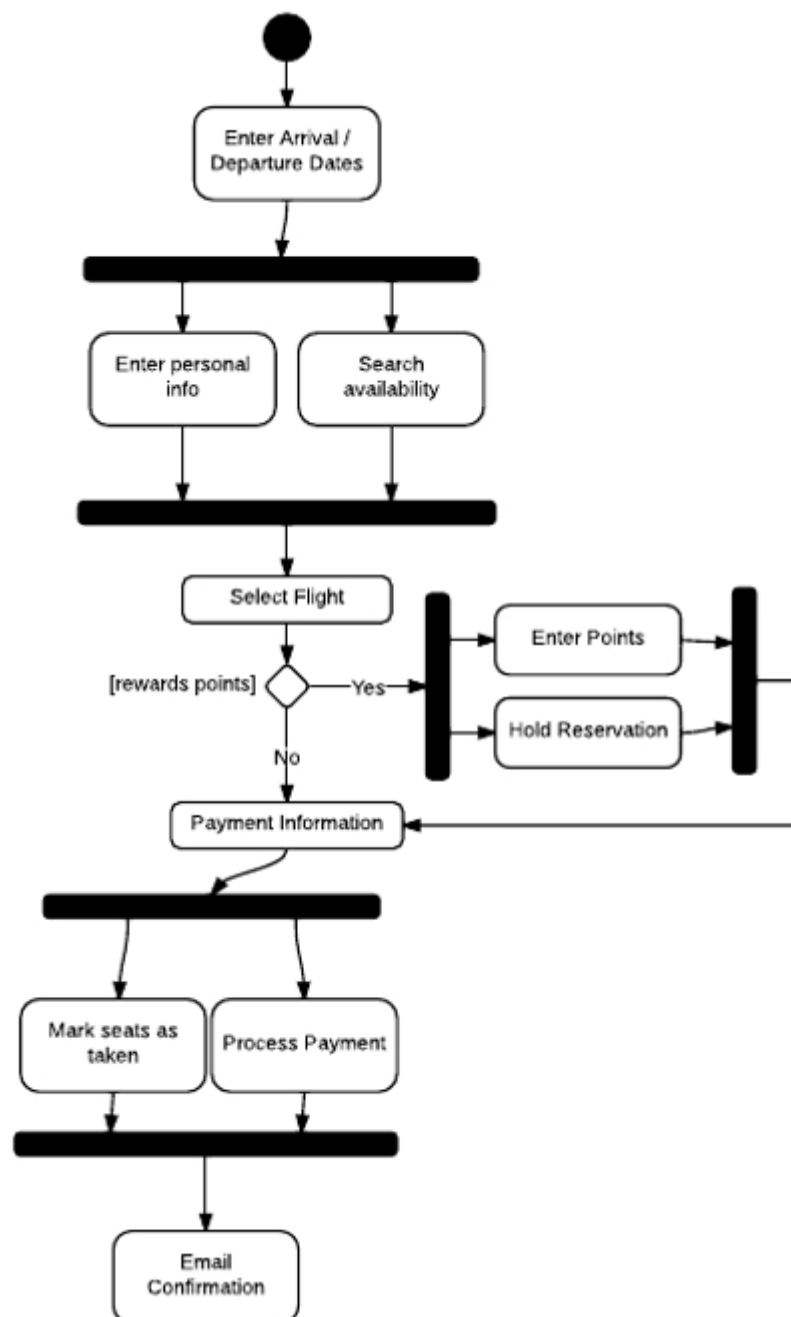 Enter Arrival /
Departure Dates
Enter personal
info
Search
availability
Select Flight
[rewards points]
Yes
Enter Points
Hold Reservation
No
Payment Information
Mark seats as
taken
Process Payment
Email
Confirmation